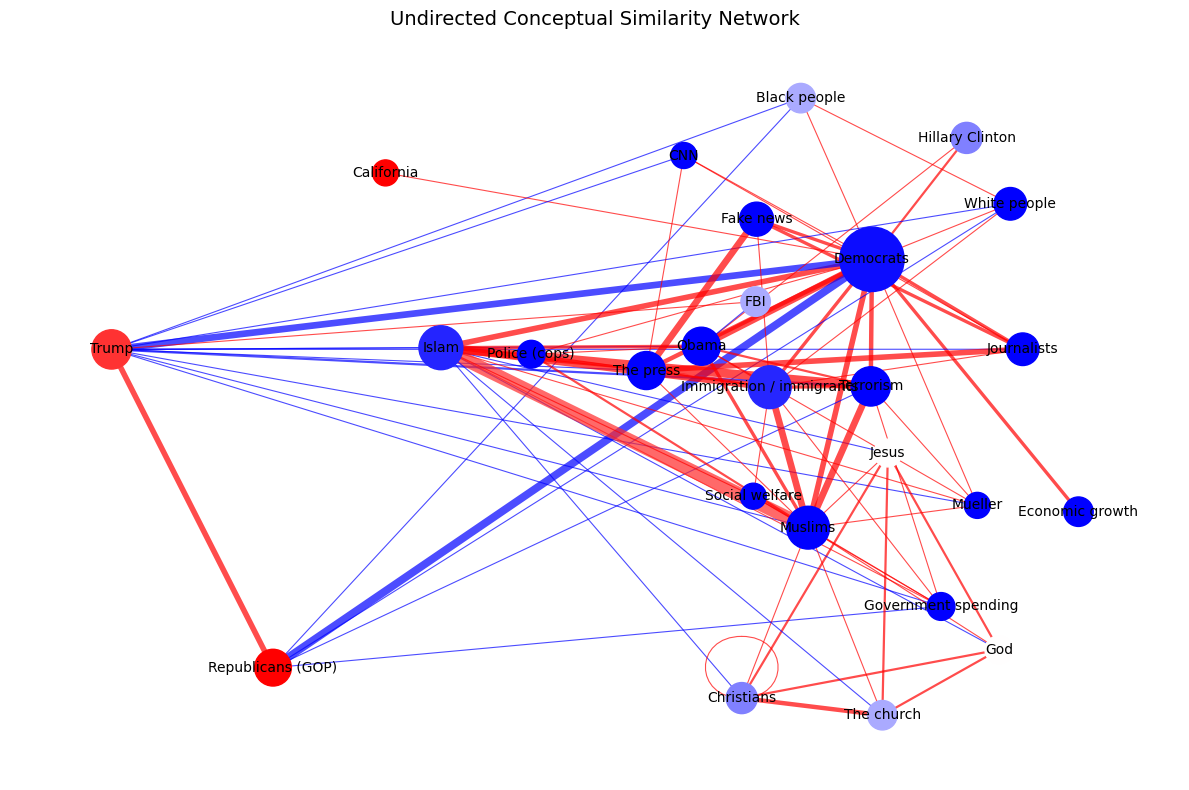 Undirected Conceptual Similarity Network
Black people
Hillary Clinton
CNN
California
White people
Fake news
Democrats
FBI
Trump
Islam
Police (cops)
Obama
The press
Journalists
Immigration / immigrants
Terrorism
Jesus
Social welfare
Muslims
Mueller
Economic growth
Government spending
God
Republicans (GOP)
Christians
The church